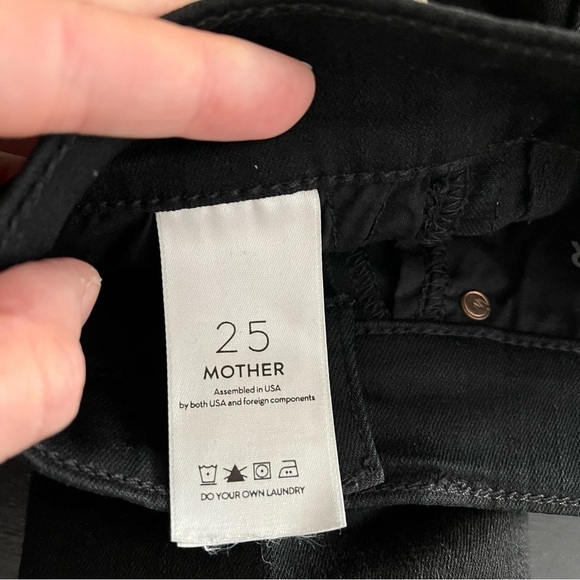 25
MOTHER
Assembled in USA
by both USA and foreign components
DO YOUR OWN LAUNDRY